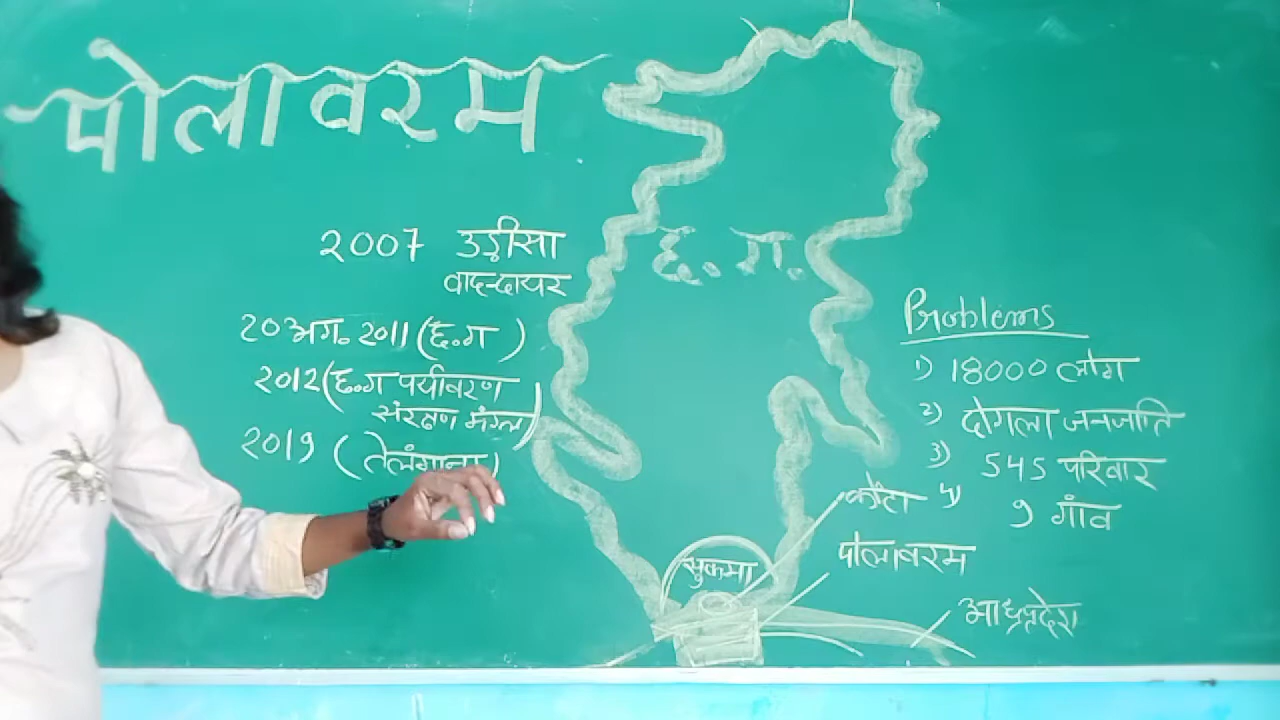 पोलावरम
2007 उड़ीसा
वाद-दायर
20 अग. 2011 (छ.ग)
2012 (छ.ग पर्यावरण
संरक्षण मंडल)
2019 (तेलंगाना)
छ. ग.
Problems
1) 18000 लोग
2) दोगला जनजाति
3) 545 परिवार
4) 9 गांव
कोंटा
सुकमा
पोलावरम
आंध्रप्रदेश